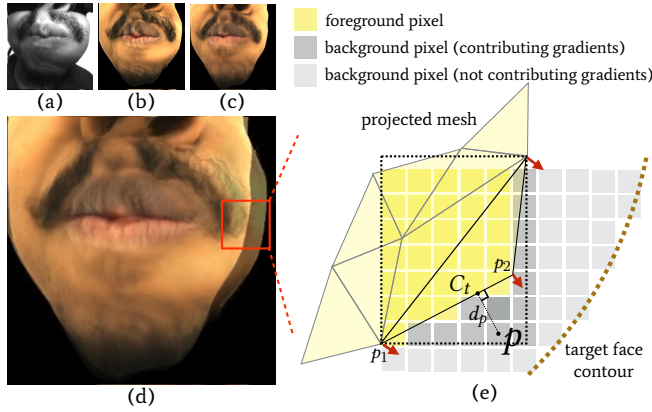 foreground pixel
background pixel (contributing gradients)
background pixel (not contributing gradients)
(a)
(b)
(c)
projected mesh
p2
Ct
dp
p
p1
target face
contour
(d)
(e)